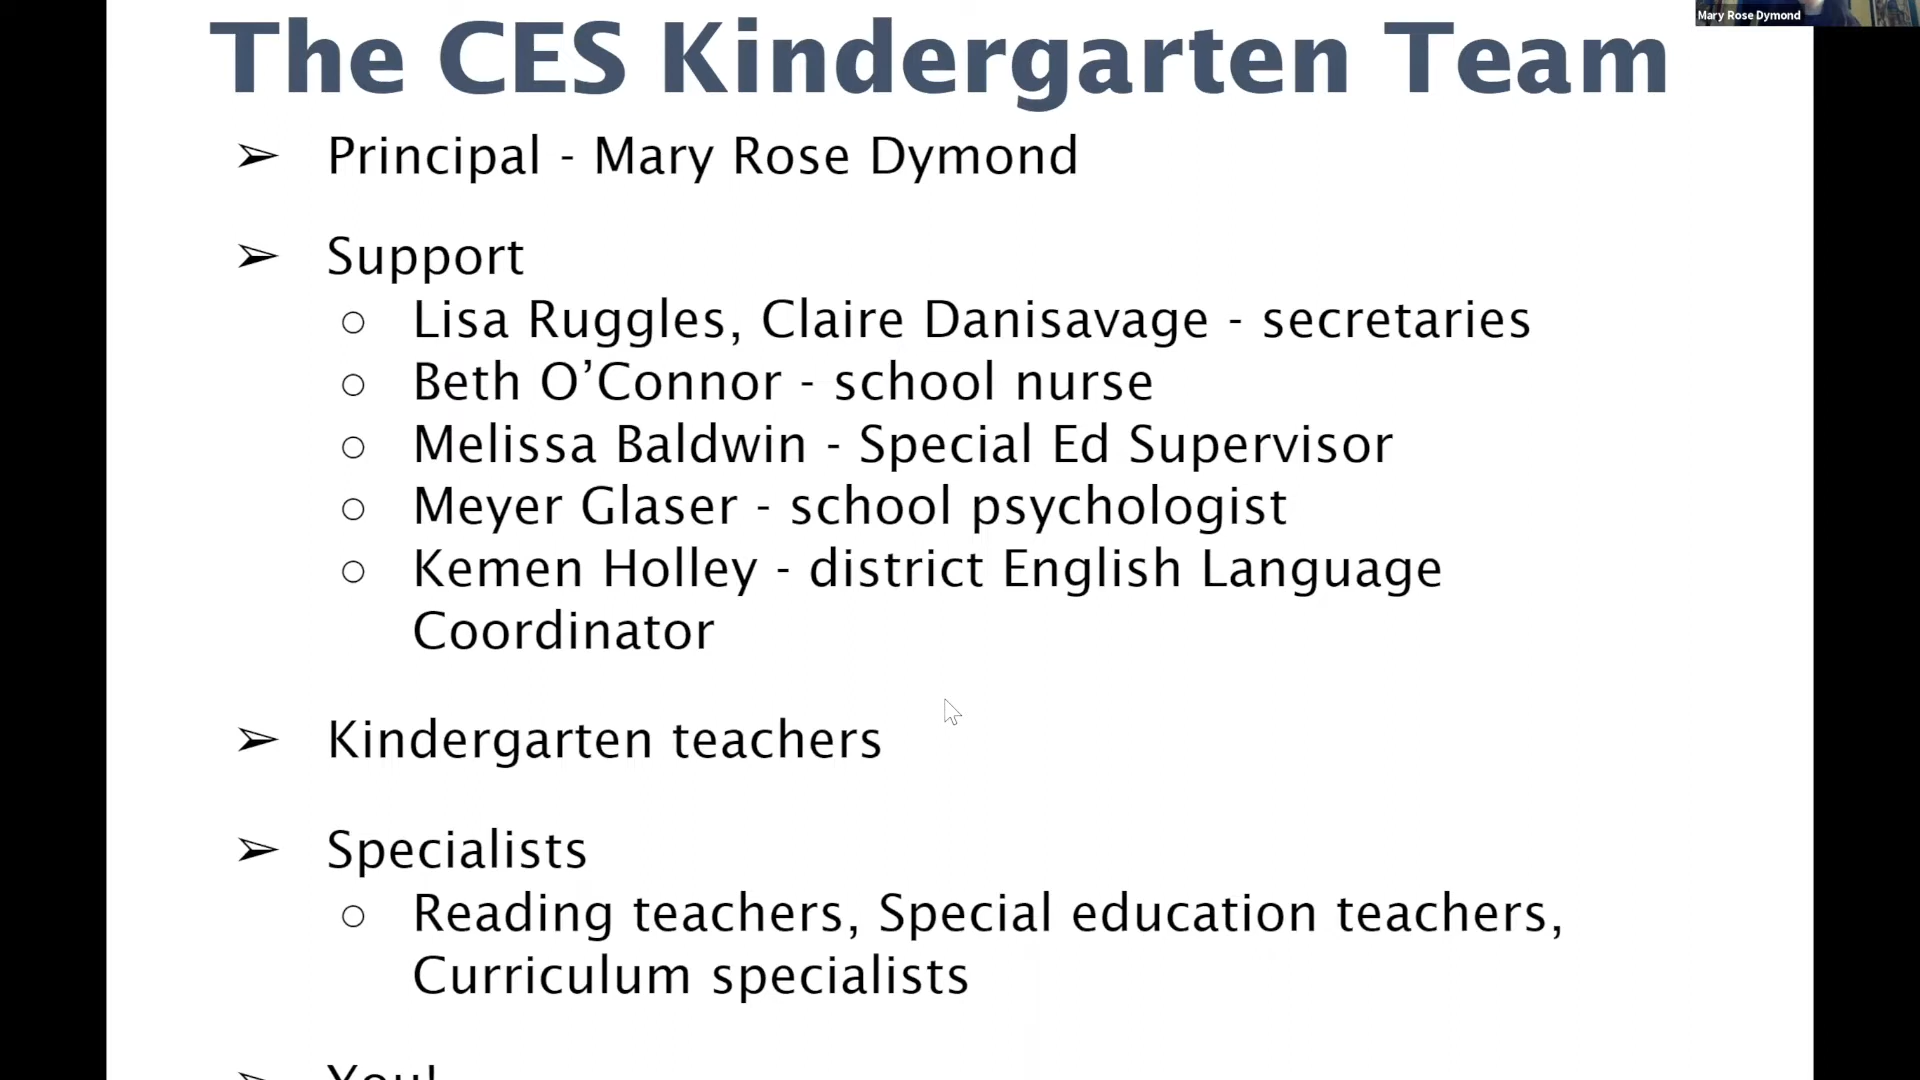 The CES Kindergarten Team
Mary Rose Dymond
➢ Principal - Mary Rose Dymond
➢ Support
○ Lisa Ruggles, Claire Danisavage - secretaries
○ Beth O’Connor - school nurse
○ Melissa Baldwin - Special Ed Supervisor
○ Meyer Glaser - school psychologist
○ Kemen Holley - district English Language
Coordinator
➢ Kindergarten teachers
➢ Specialists
○ Reading teachers, Special education teachers,
Curriculum specialists
➢ You!